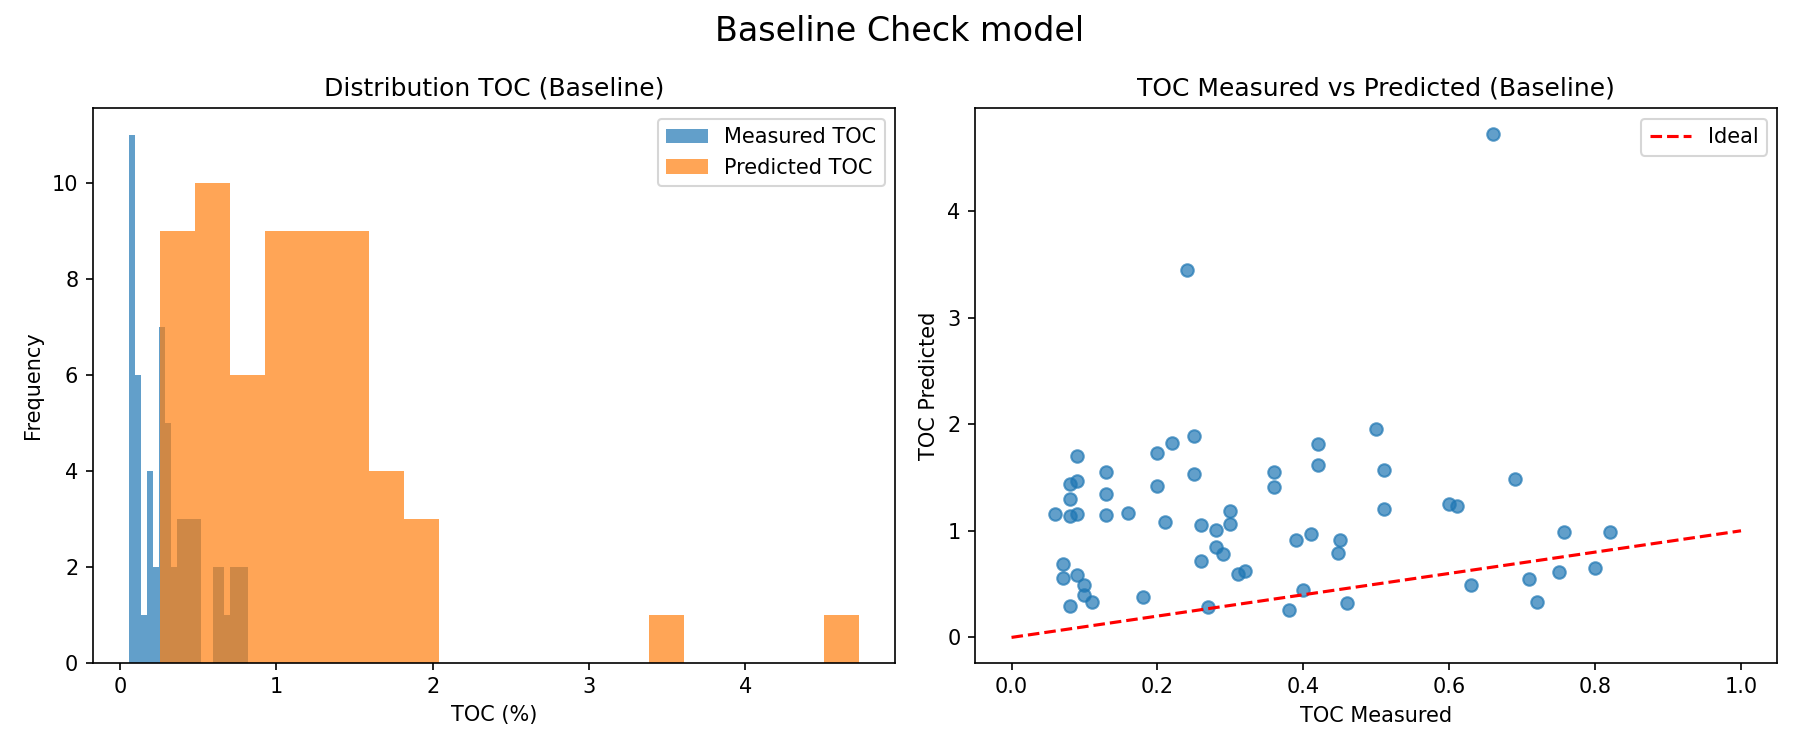 Baseline Check model
Distribution TOC (Baseline)
Measured TOC
Predicted TOC
Frequency
10
8
6
4
2
0
0 1 2 3 4
TOC (%)
TOC Measured vs Predicted (Baseline)
Ideal
TOC Predicted
4
3
2
1
0
0.0 0.2 0.4 0.6 0.8 1.0
TOC Measured